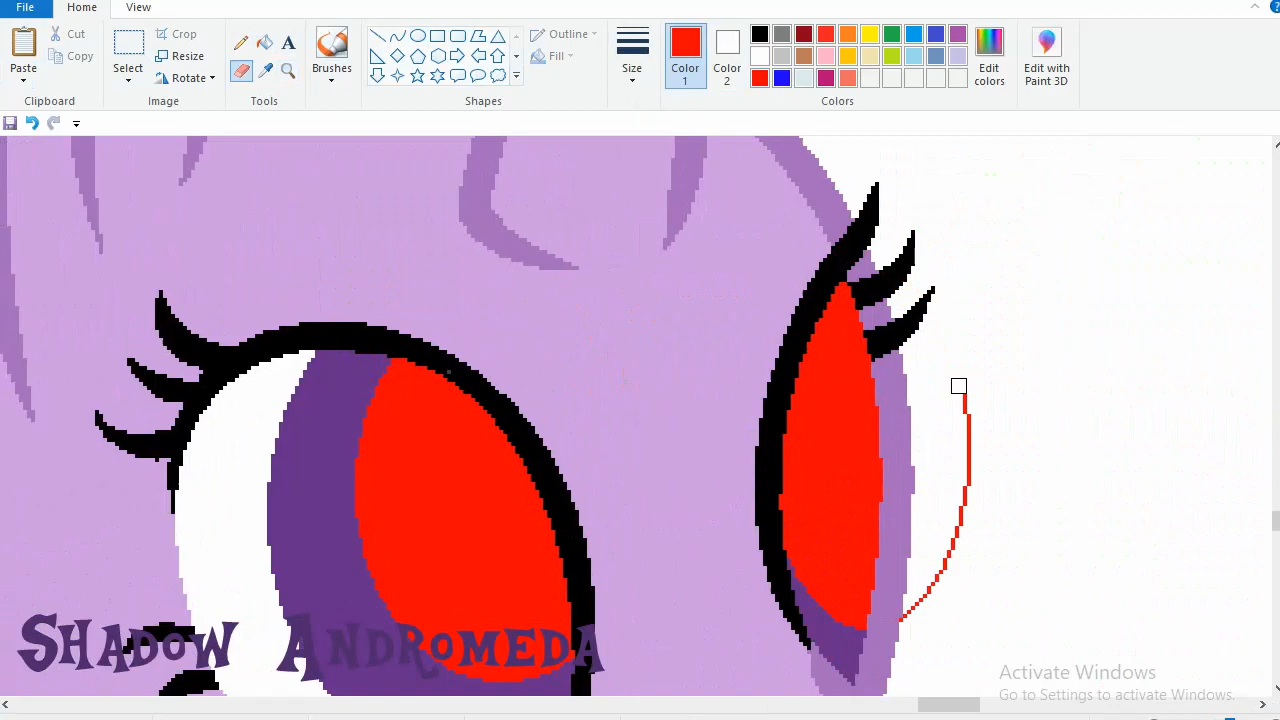 File Home View
Paste Cut Copy Clipboard
Select Crop Resize Rotate Image
A Tools
Brushes
Outline Fill Shapes
Size
Color 1
Color 2
Edit colors
Colors
Edit with Paint 3D
Shadow Andromeda
Activate Windows
Go to Settings to activate Windows.